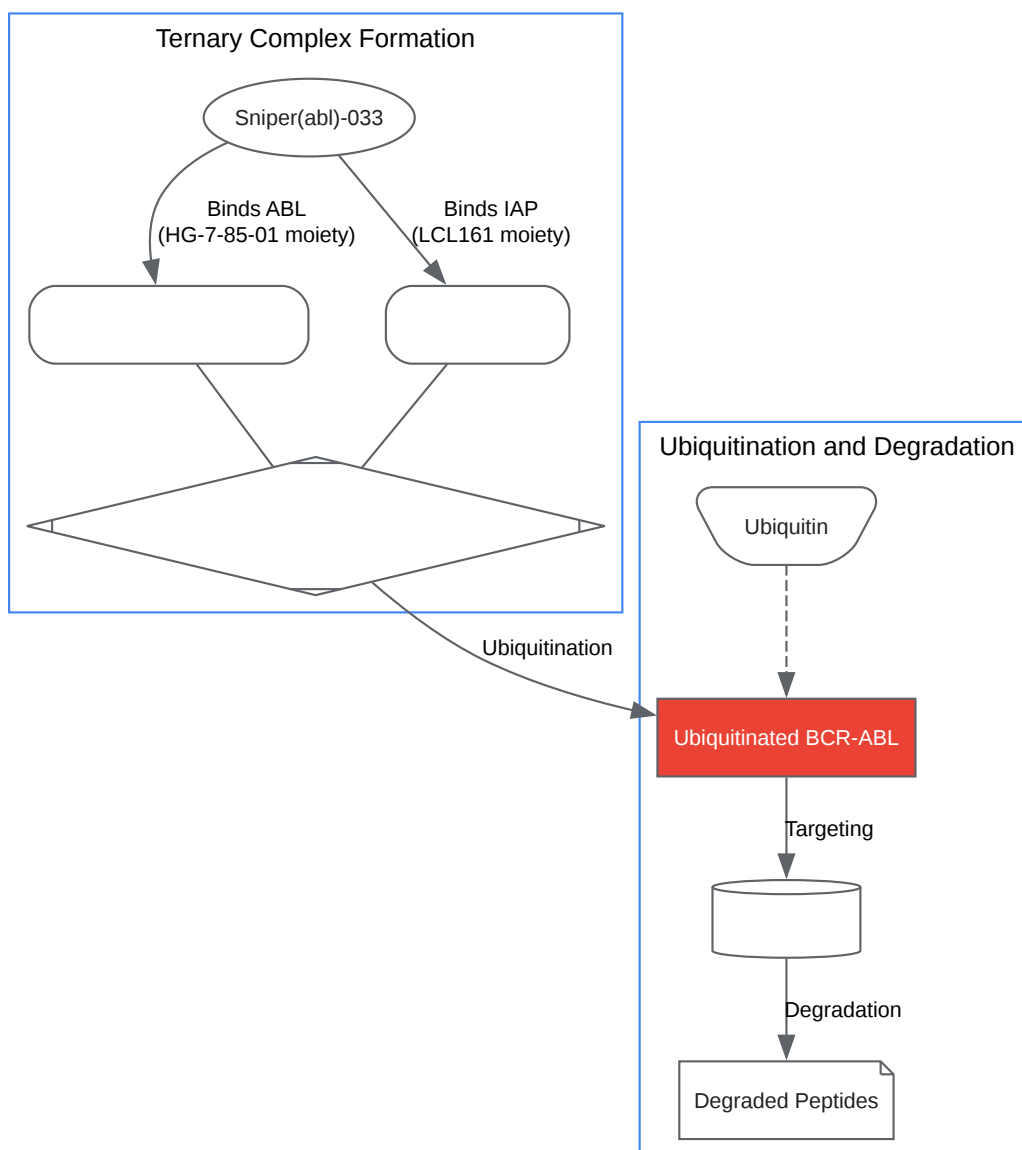 Ternary Complex Formation
Sniper(abl)-033
Binds ABL
(HG-7-85-01 moiety)
Binds IAP
(LCL161 moiety)
Ubiquitination and Degradation
Ubiquitin
Ubiquitination
Ubiquitinated BCR-ABL
Targeting
Degradation
Degraded Peptides